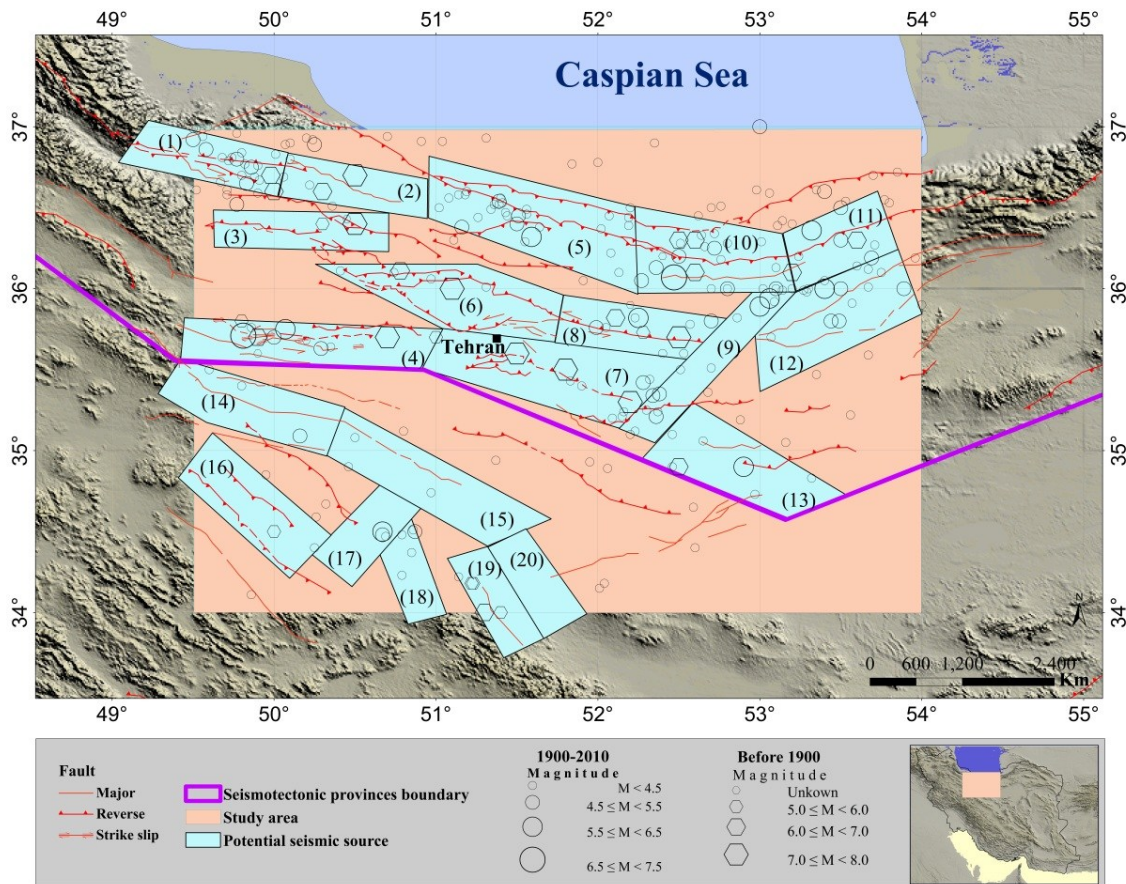 49° 50° 51° 52° 53° 54° 55°
Caspian Sea
37° 37°
(1)
(2)
(3)
(5)
(10)
(11)
36° 36°
(6)
(8)
(9)
(12)
(4)
Tehran
(7)
35° 35°
(14)
(16)
(13)
(15)
(17)
(18)
(19)
(20)
34° 34°
N
0 600 1,200 2,400
Km
49° 50° 51° 52° 53° 54° 55°
Fault
Major
Reverse
Strike slip
Seismotectonic provinces boundary
Study area
Potential seismic source
1900-2010
Magnitude
M < 4.5
4.5 ≤ M < 5.5
5.5 ≤ M < 6.5
6.5 ≤ M < 7.5
Before 1900
Magnitude
Unkown
5.0 ≤ M < 6.0
6.0 ≤ M < 7.0
7.0 ≤ M < 8.0